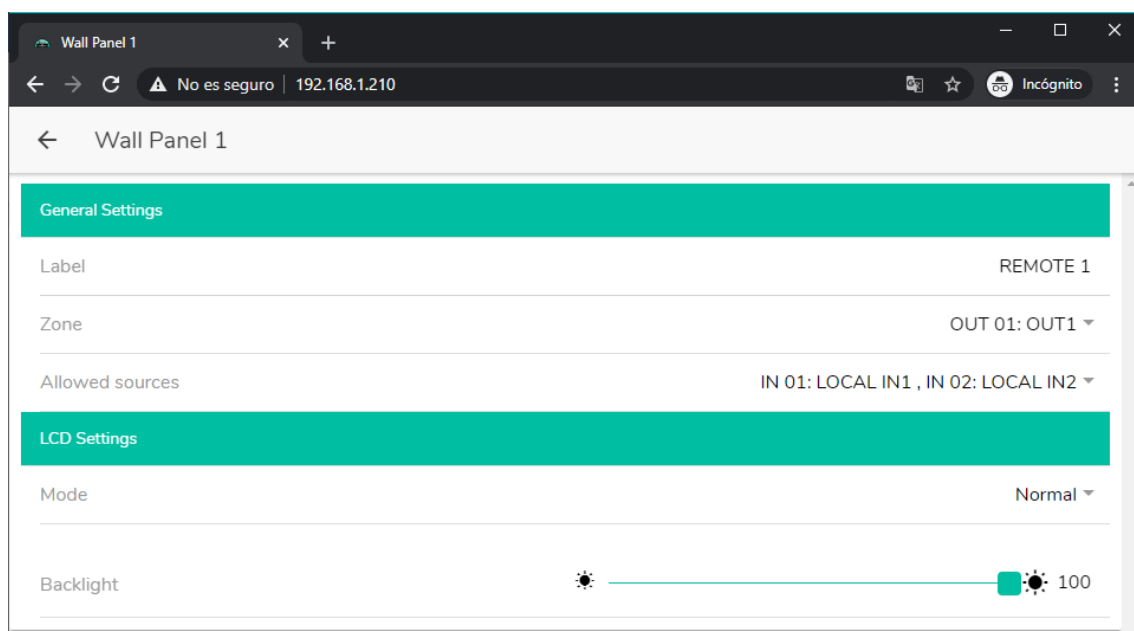 Wall Panel 1
No es seguro | 192.168.1.210
Incógnito
Wall Panel 1
General Settings
Label REMOTE 1
Zone OUT 01: OUT1
Allowed sources IN 01: LOCAL IN1 , IN 02: LOCAL IN2
LCD Settings
Mode Normal
Backlight 100